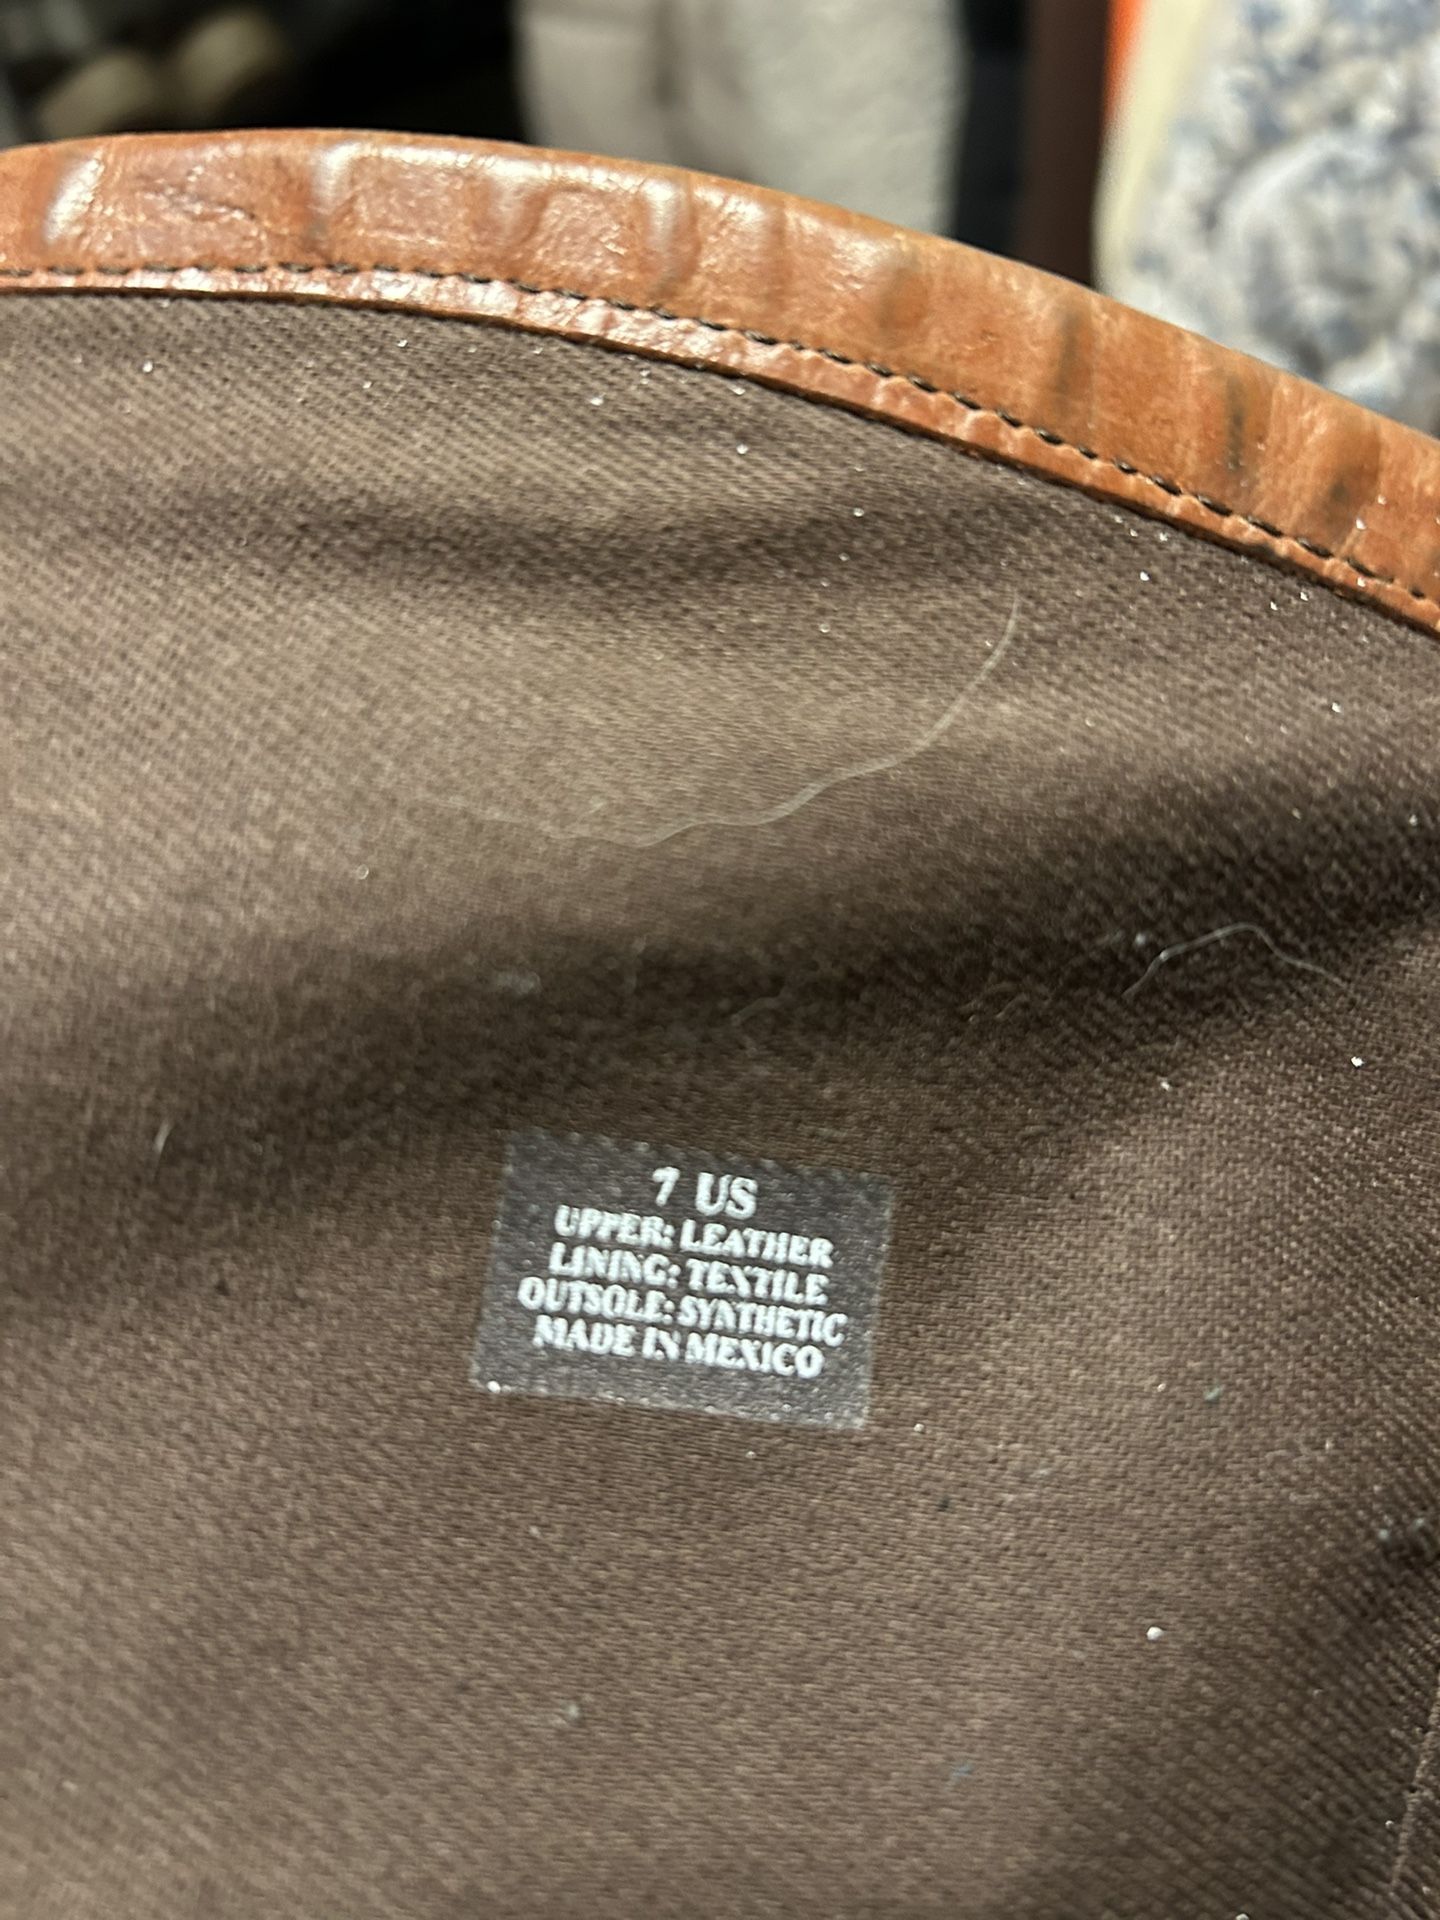 7 US
UPPER: LEATHER
LINING: TEXTILE
OUTSOLE: SYNTHETIC
MADE IN MEXICO